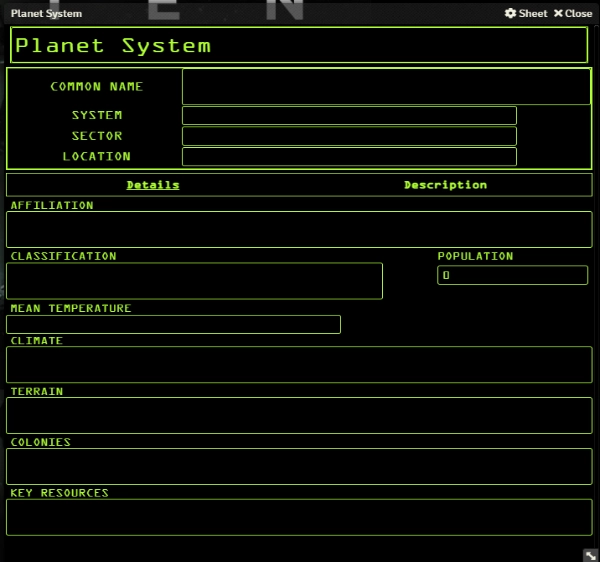 E N
Planet System Sheet Close
Planet System
COMMON NAME
SYSTEM
SECTOR
LOCATION
Details Description
AFFILIATION
CLASSIFICATION POPULATION
0
MEAN TEMPERATURE
CLIMATE
TERRAIN
COLONIES
KEY RESOURCES